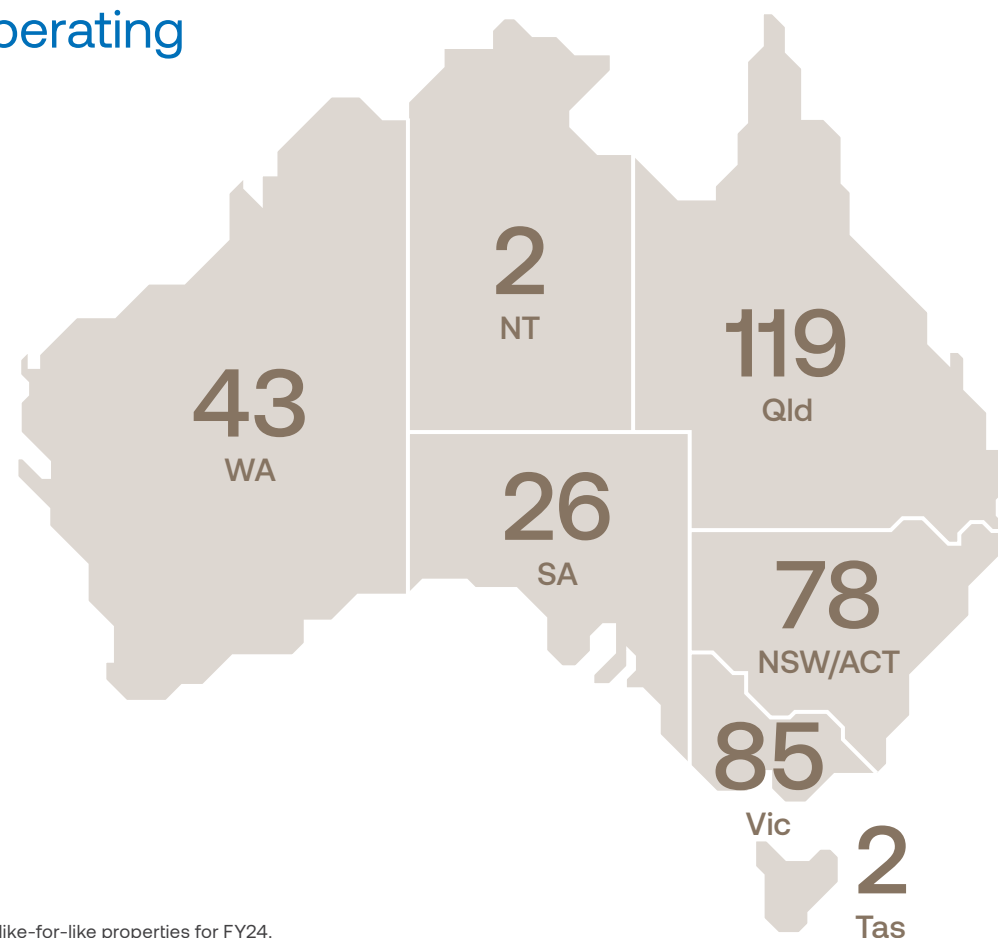 perating
2
NT
119
Qld
43
WA
26
SA
78
NSW/ACT
85
Vic
2
Tas
like-for-like properties for FY24.